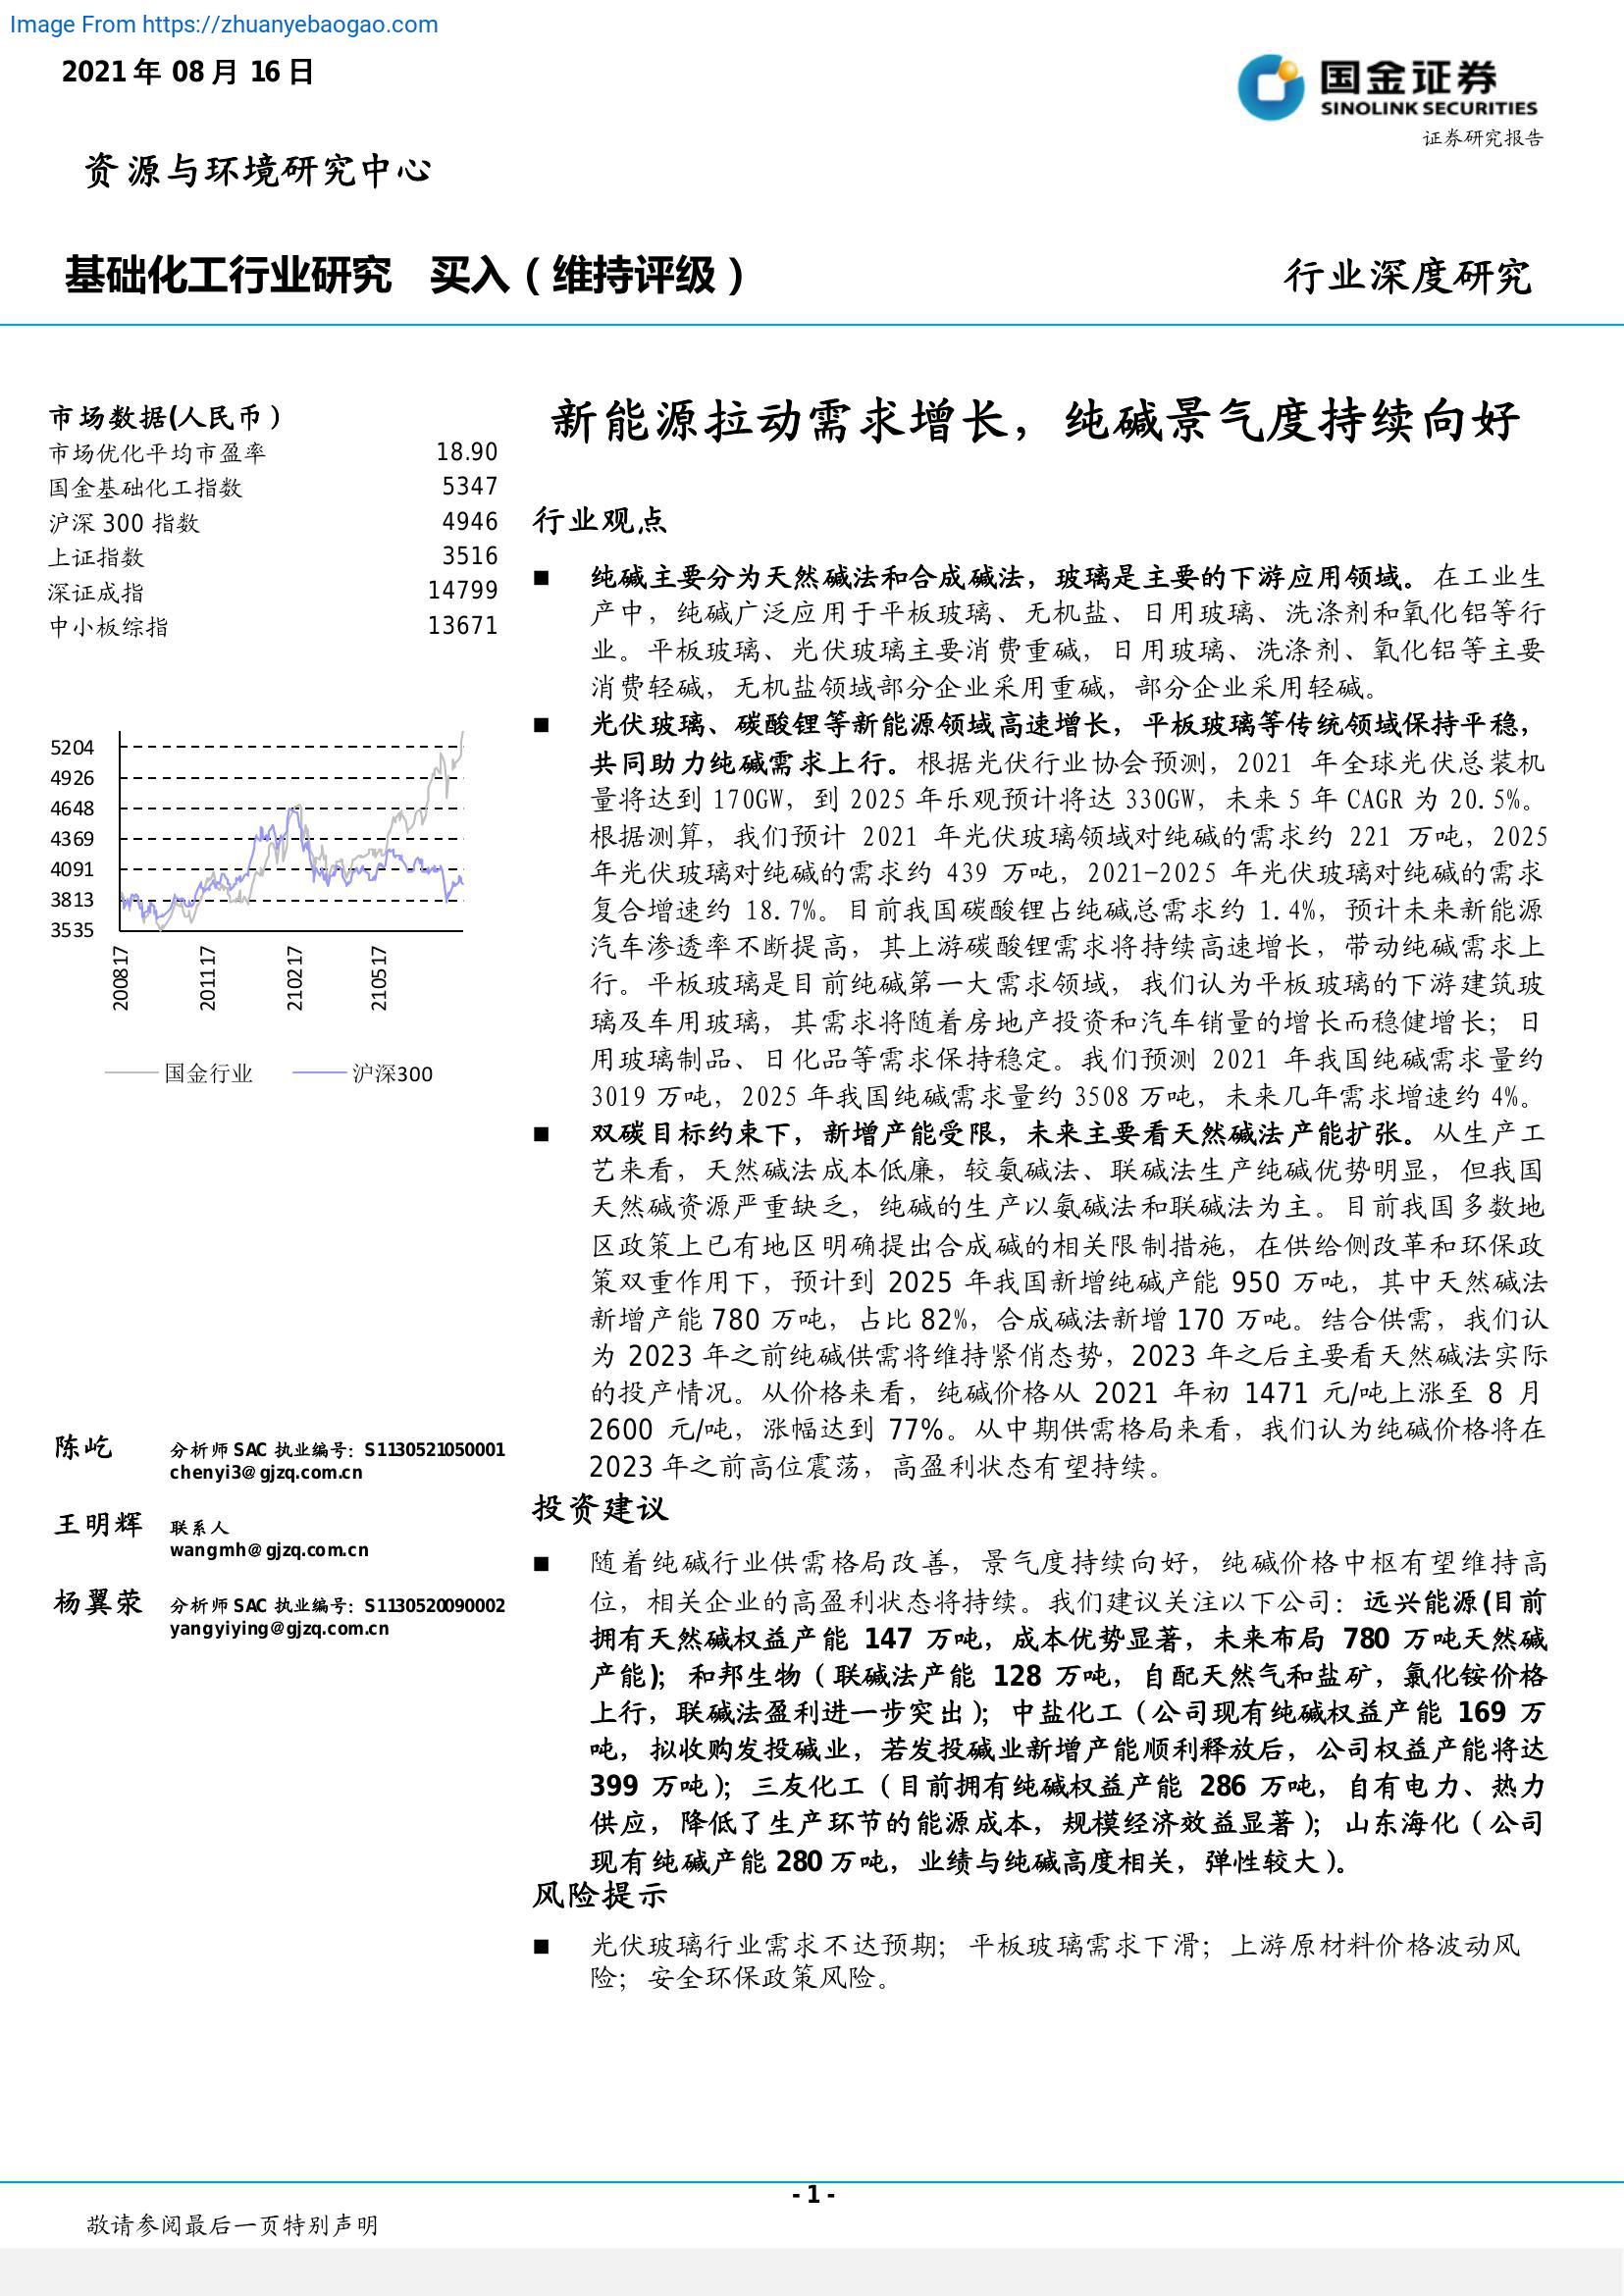 Image From https://zhuanyebaogao.com
2021 年 08 月 16 日
国金证券
SINOLINK SECURITIES
证券研究报告
资源与环境研究中心
基础化工行业研究 买入（维持评级）
行业深度研究
市场数据(人民币）
市场优化平均市盈率 18.90
国金基础化工指数 5347
沪深 300 指数 4946
上证指数 3516
深证成指 14799
中小板综指 13671
5204
4926
4648
4369
4091
3813
3535
200817
201117
210217
210517
国金行业 沪深300
陈屹 分析师 SAC 执业编号：S1130521050001
chenyi3@gjzq.com.cn
王明辉 联系人
wangmh@gjzq.com.cn
杨翼荣 分析师 SAC 执业编号：S1130520090002
yangyiying@gjzq.com.cn
新能源拉动需求增长，纯碱景气度持续向好
行业观点
■ 纯碱主要分为天然碱法和合成碱法，玻璃是主要的下游应用领域。在工业生
产中，纯碱广泛应用于平板玻璃、无机盐、日用玻璃、洗涤剂和氧化铝等行
业。平板玻璃、光伏玻璃主要消费重碱，日用玻璃、洗涤剂、氧化铝等主要
消费轻碱，无机盐领域部分企业采用重碱，部分企业采用轻碱。
■ 光伏玻璃、碳酸锂等新能源领域高速增长，平板玻璃等传统领域保持平稳，
共同助力纯碱需求上行。根据光伏行业协会预测，2021 年全球光伏总装机
量将达到 170GW，到 2025 年乐观预计将达 330GW，未来 5 年 CAGR 为 20.5%。
根据测算，我们预计 2021 年光伏玻璃领域对纯碱的需求约 221 万吨，2025
年光伏玻璃对纯碱的需求约 439 万吨，2021-2025 年光伏玻璃对纯碱的需求
复合增速约 18.7%。目前我国碳酸锂占纯碱总需求约 1.4%，预计未来新能源
汽车渗透率不断提高，其上游碳酸锂需求将持续高速增长，带动纯碱需求上
行。平板玻璃是目前纯碱第一大需求领域，我们认为平板玻璃的下游建筑玻
璃及车用玻璃，其需求将随着房地产投资和汽车销量的增长而稳健增长；日
用玻璃制品、日化品等需求保持稳定。我们预测 2021 年我国纯碱需求量约
3019 万吨，2025 年我国纯碱需求量约 3508 万吨，未来几年需求增速约 4%。
■ 双碳目标约束下，新增产能受限，未来主要看天然碱法产能扩张。从生产工
艺来看，天然碱法成本低廉，较氨碱法、联碱法生产纯碱优势明显，但我国
天然碱资源严重缺乏，纯碱的生产以氨碱法和联碱法为主。目前我国多数地
区政策上已有地区明确提出合成碱的相关限制措施，在供给侧改革和环保政
策双重作用下，预计到 2025 年我国新增纯碱产能 950 万吨，其中天然碱法
新增产能 780 万吨，占比 82%，合成碱法新增 170 万吨。结合供需，我们认
为 2023 年之前纯碱供需将维持紧俏态势，2023 年之后主要看天然碱法实际
的投产情况。从价格来看，纯碱价格从 2021 年初 1471 元/吨上涨至 8 月
2600 元/吨，涨幅达到 77%。从中期供需格局来看，我们认为纯碱价格将在
2023 年之前高位震荡，高盈利状态有望持续。
投资建议
■ 随着纯碱行业供需格局改善，景气度持续向好，纯碱价格中枢有望维持高
位，相关企业的高盈利状态将持续。我们建议关注以下公司：远兴能源(目前
拥有天然碱权益产能 147 万吨，成本优势显著，未来布局 780 万吨天然碱
产能)；和邦生物（联碱法产能 128 万吨，自配天然气和盐矿，氯化铵价格
上行，联碱法盈利进一步突出）；中盐化工（公司现有纯碱权益产能 169 万
吨，拟收购发投碱业，若发投碱业新增产能顺利释放后，公司权益产能将达
399 万吨）；三友化工（目前拥有纯碱权益产能 286 万吨，自有电力、热力
供应，降低了生产环节的能源成本，规模经济效益显著）；山东海化（公司
现有纯碱产能 280 万吨，业绩与纯碱高度相关，弹性较大）。
风险提示
■ 光伏玻璃行业需求不达预期；平板玻璃需求下滑；上游原材料价格波动风
险；安全环保政策风险。
- 1 -
敬请参阅最后一页特别声明